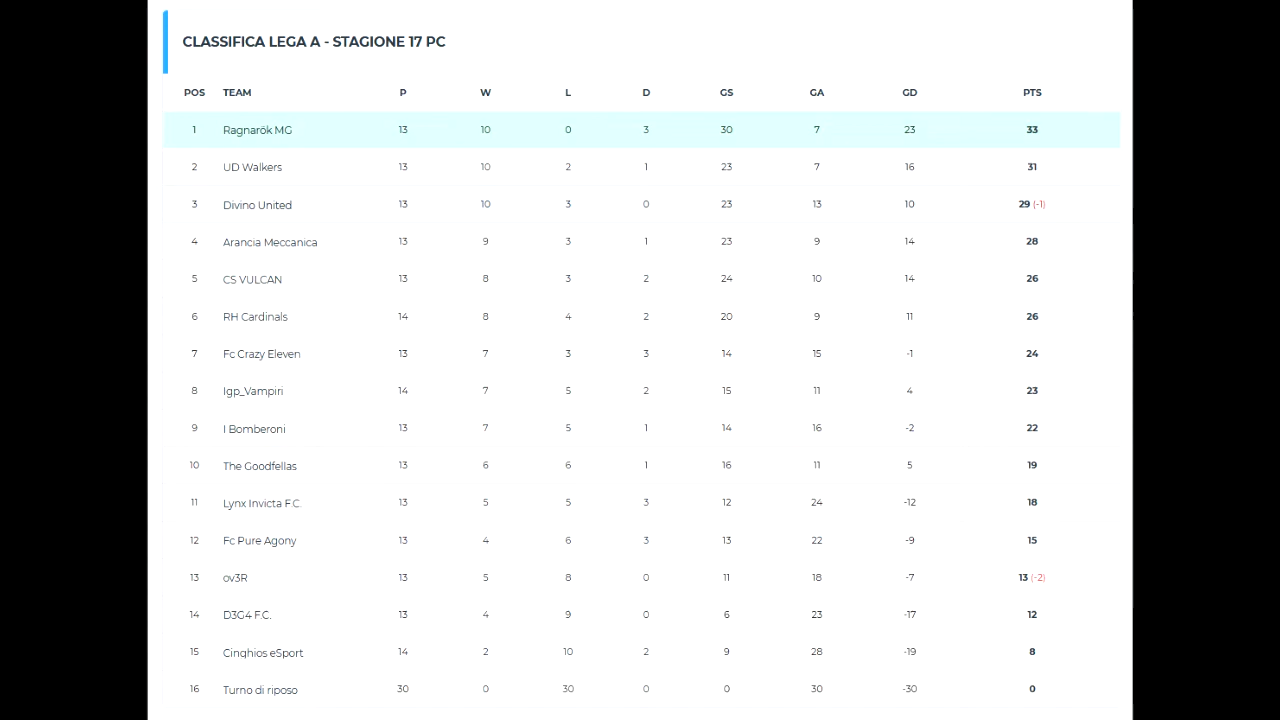 CLASSIFICA LEGA A - STAGIONE 17 PC
POS TEAM P W L D GS GA GD PTS
1 Ragnarök MG 13 10 0 3 30 7 23 33
2 UD Walkers 13 10 2 1 23 7 16 31
3 Divino United 13 10 3 0 23 13 10 29 (-1)
4 Arancia Meccanica 13 9 3 1 23 9 14 28
5 CS VULCAN 13 8 3 2 24 10 14 26
6 RH Cardinals 14 8 4 2 20 9 11 26
7 Fc Crazy Eleven 13 7 3 3 14 15 -1 24
8 Igp_Vampiri 14 7 5 2 15 11 4 23
9 I Bomberoni 13 7 5 1 14 16 -2 22
10 The Goodfellas 13 6 6 1 16 11 5 19
11 Lynx Invicta F.C. 13 5 5 3 12 24 -12 18
12 Fc Pure Agony 13 4 6 3 13 22 -9 15
13 ov3R 13 5 8 0 11 18 -7 13 (-2)
14 D3G4 F.C. 13 4 9 0 6 23 -17 12
15 Cinghios eSport 14 2 10 2 9 28 -19 8
16 Turno di riposo 30 0 30 0 0 30 -30 0